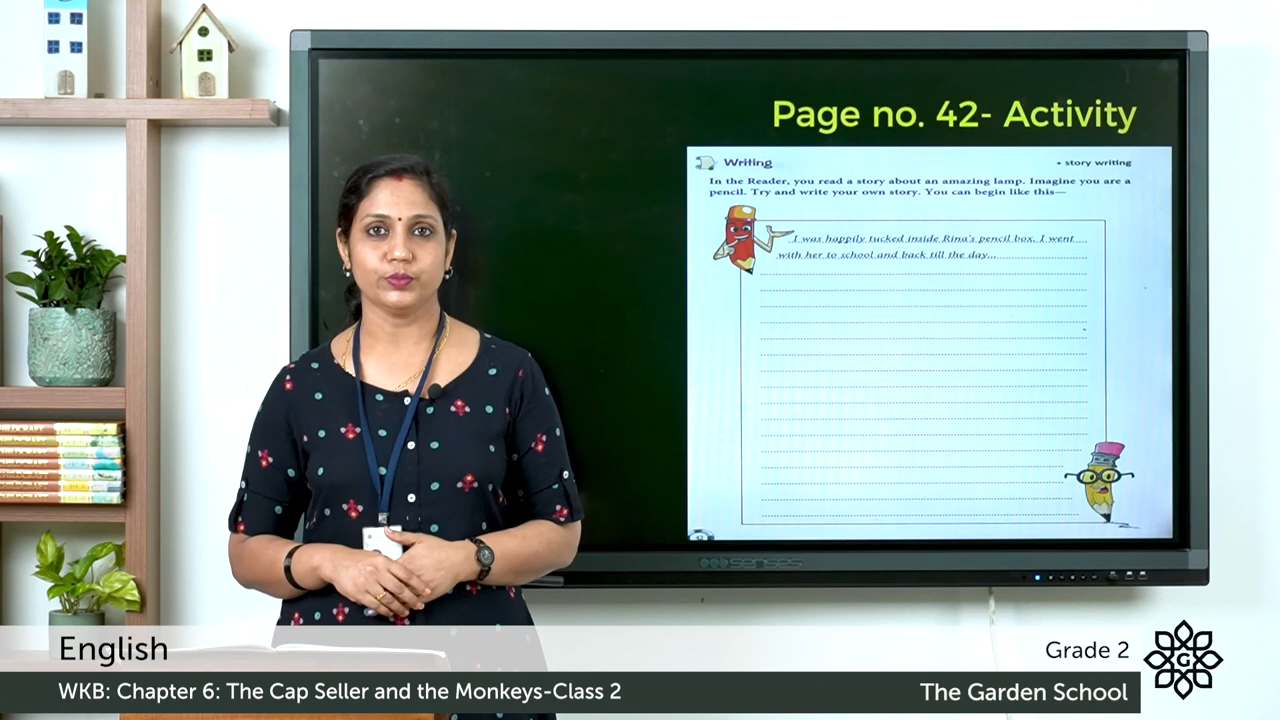 Page no. 42- Activity
Writing
• story writing
In the Reader, you read a story about an amazing lamp. Imagine you are a
pencil. Try and write your own story. You can begin like this—
I was happily tucked inside Rina's pencil box. I went
with her to school and back till the day...
English
Grade 2
WKB: Chapter 6: The Cap Seller and the Monkeys-Class 2
The Garden School
G